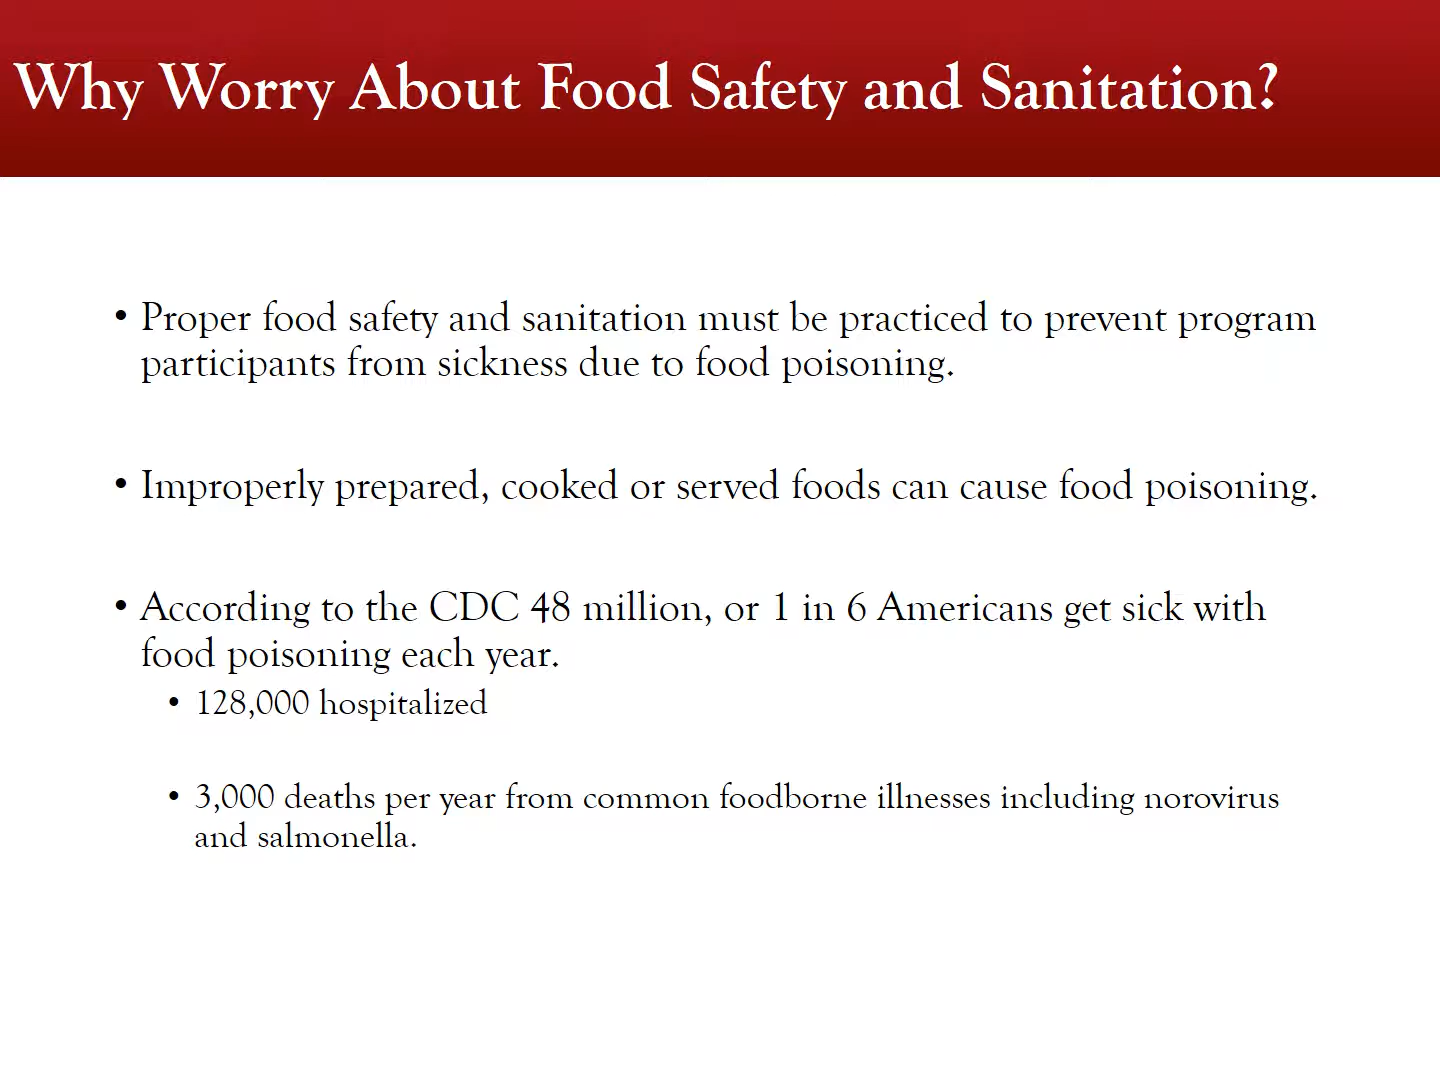 Why Worry About Food Safety and Sanitation?
• Proper food safety and sanitation must be practiced to prevent program
participants from sickness due to food poisoning.
• Improperly prepared, cooked or served foods can cause food poisoning.
• According to the CDC 48 million, or 1 in 6 Americans get sick with
food poisoning each year.
• 128,000 hospitalized
• 3,000 deaths per year from common foodborne illnesses including norovirus
and salmonella.